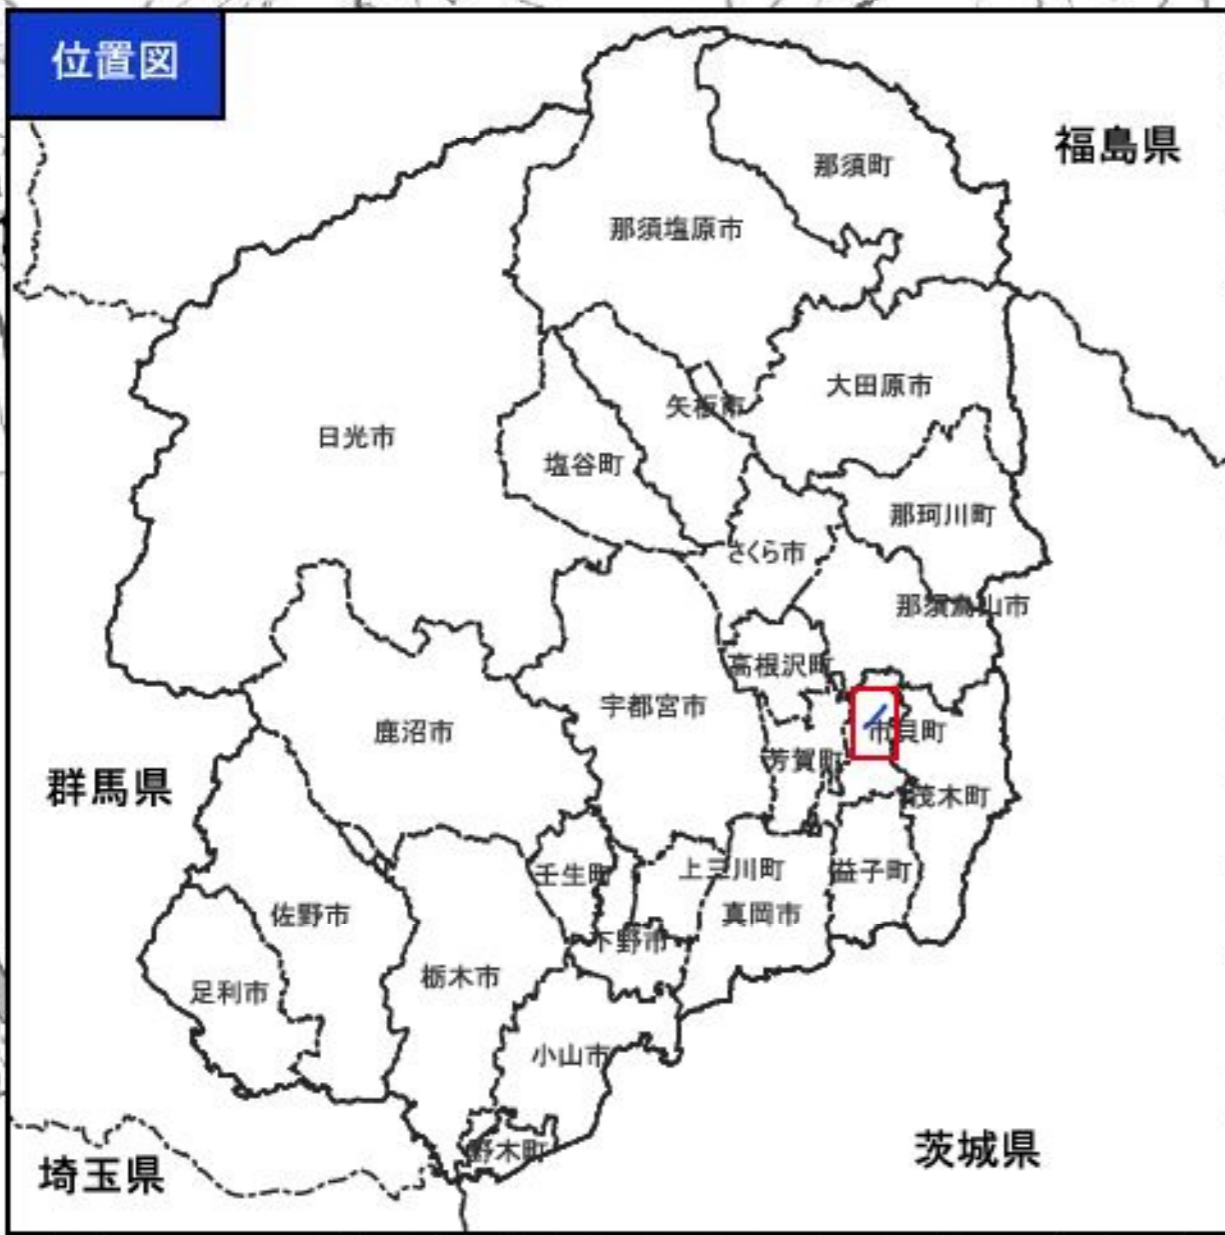 位置図
福島県
那須町
那須塩原市
大田原市
矢板市
日光市
塩谷町
那珂川町
さくら市
那須烏山市
高根沢町
宇都宮市
鹿沼市
市貝町
芳賀町
群馬県
茂木町
壬生町
上三川町
益子町
佐野市
真岡市
下野市
栃木市
足利市
小山市
野木町
茨城県
埼玉県